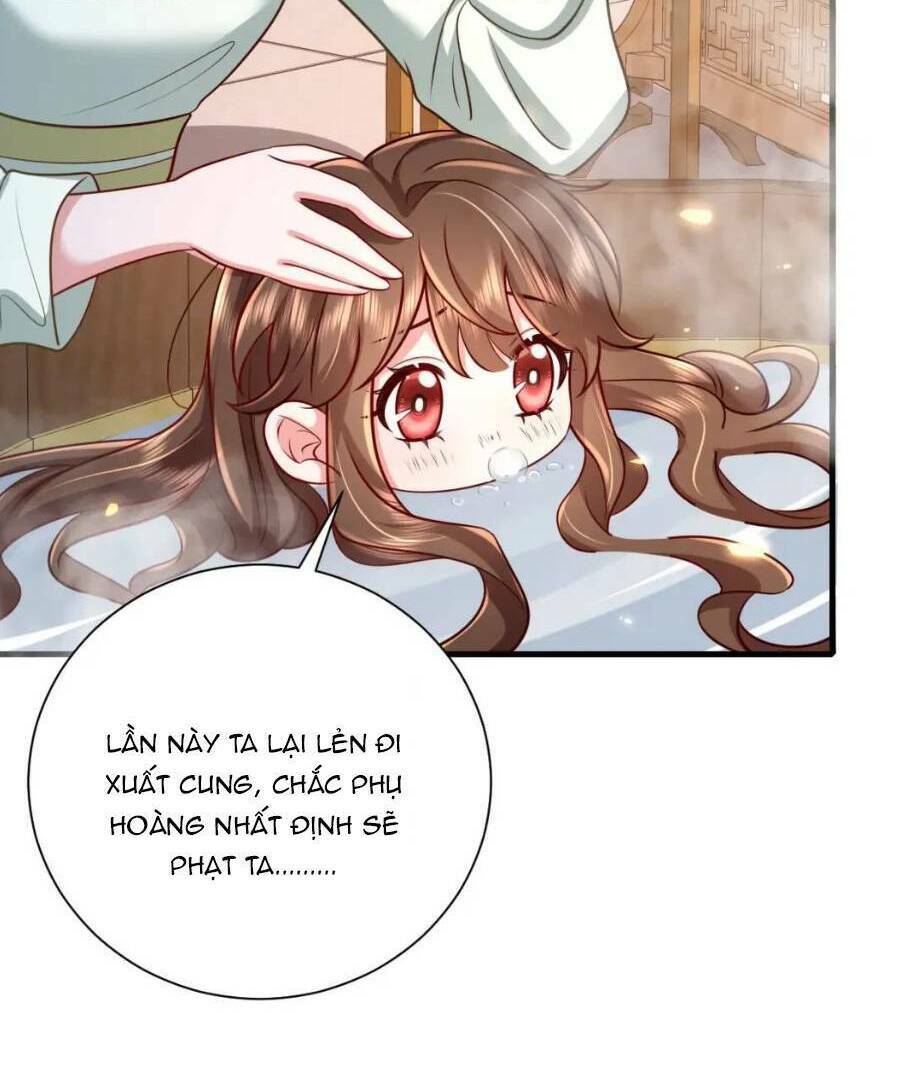 LẦN NÀY TA LẠI LẺN ĐI
XUẤT CUNG, CHẮC PHỤ
HOÀNG NHẤT ĐỊNH SẼ
PHẠT TA.........